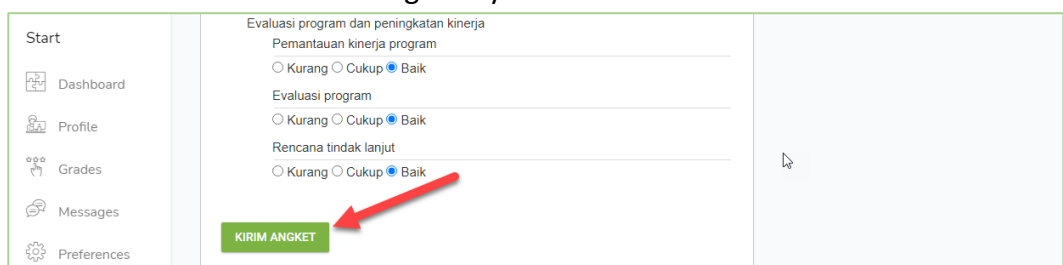 Start
Dashboard
Profile
Grades
Messages
Preferences
Evaluasi program dan peningkatan kinerja
Pemantauan kinerja program
Kurang Cukup Baik
Evaluasi program
Kurang Cukup Baik
Rencana tindak lanjut
Kurang Cukup Baik
KIRIM ANGKET